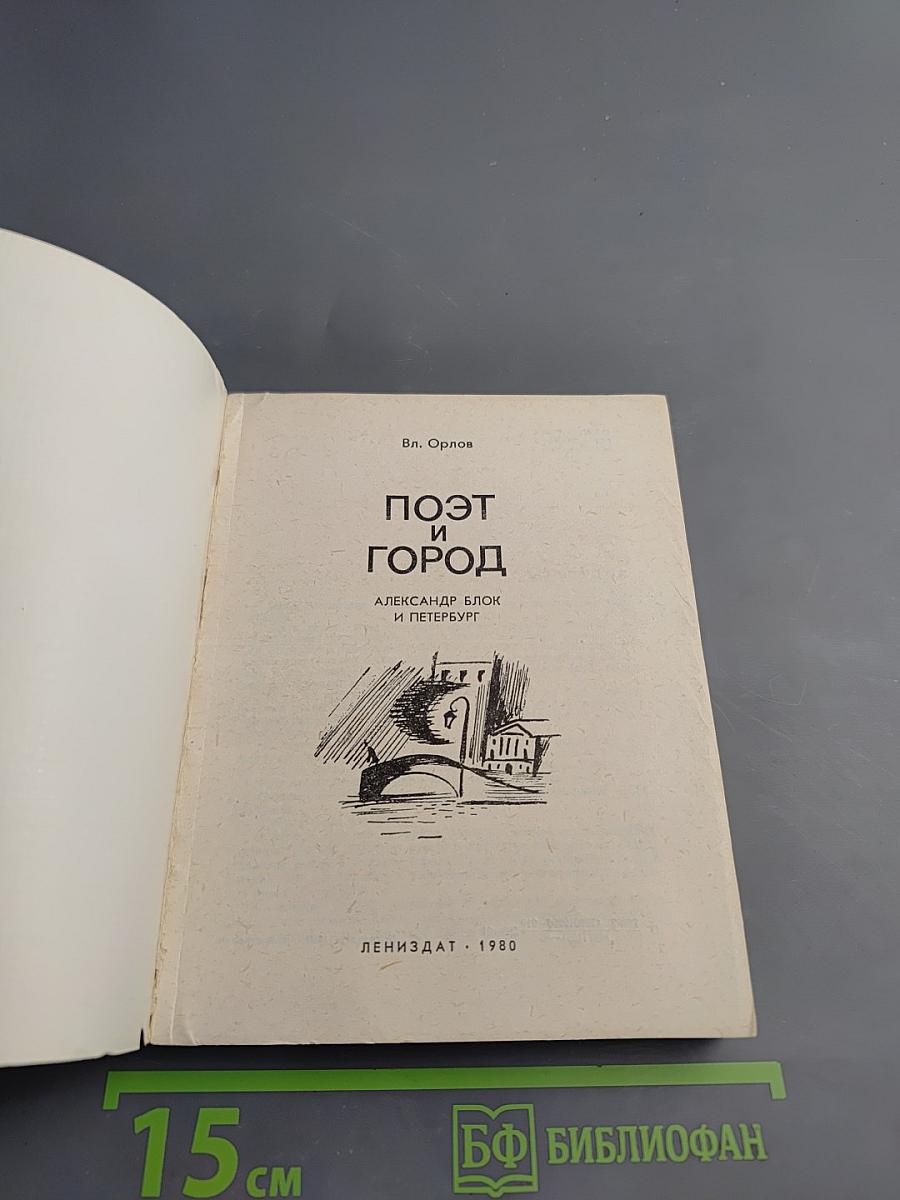 Вл. Орлов
ПОЭТ
и
ГОРОД
АЛЕКСАНДР БЛОК
И ПЕТЕРБУРГ
ЛЕНИЗДАТ · 1980
15 см
БФ БИБЛИОФАН